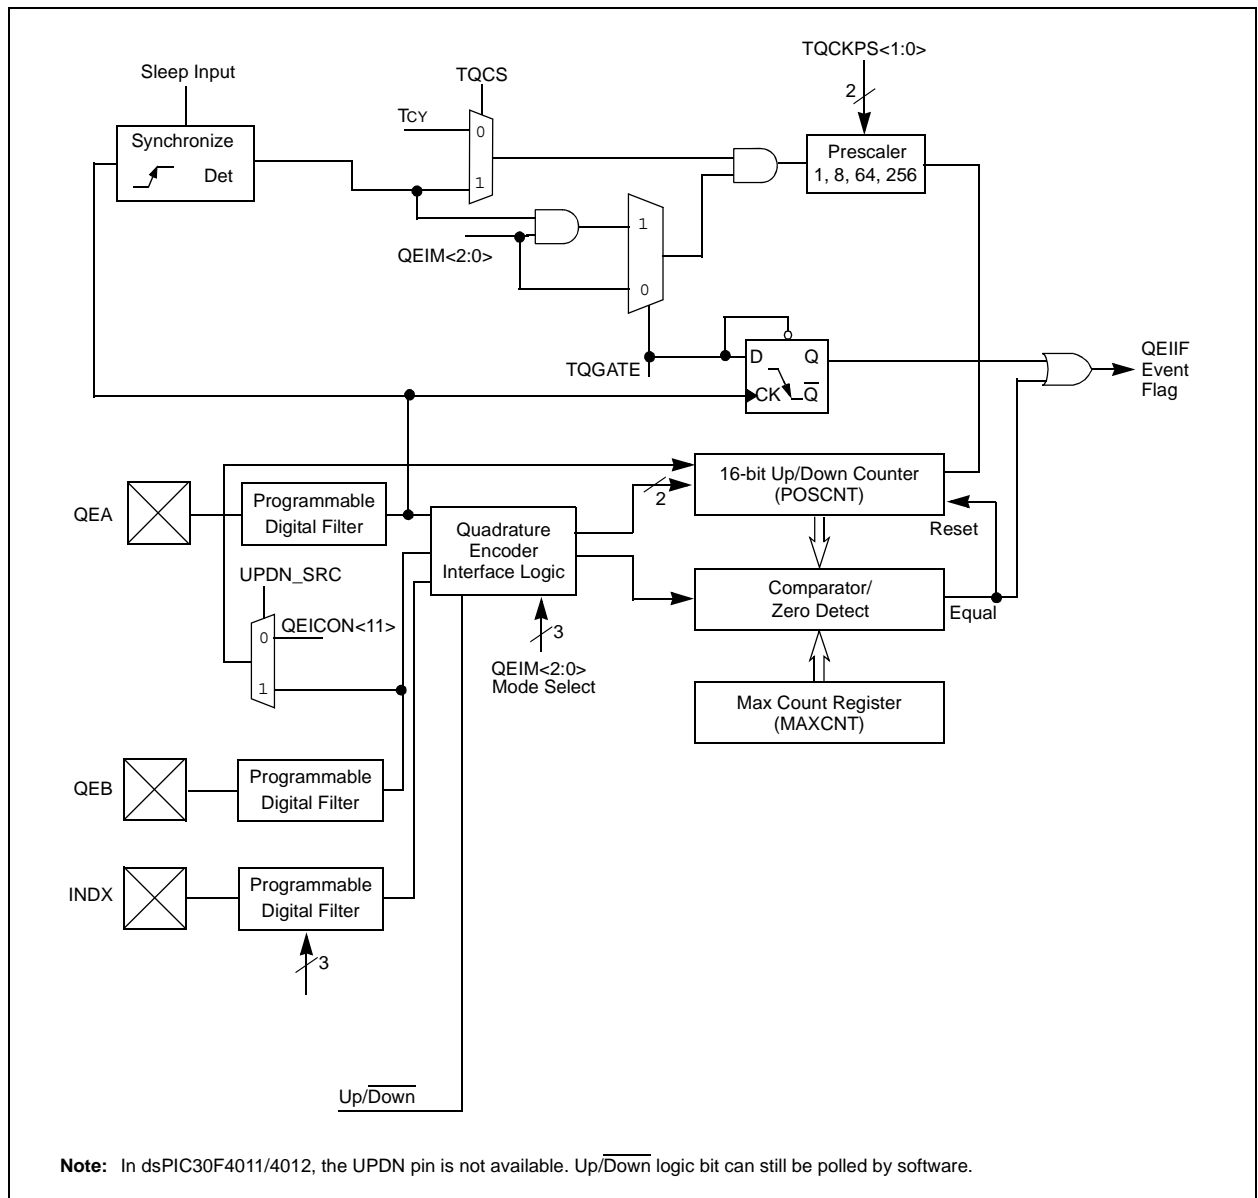 TQCKPS<1:0>
Sleep Input
TQCS
2
TCY
0
Synchronize
Det
Prescaler
1, 8, 64, 256
1
1
QEIM<2:0>
0
D
Q
TQGATE
CK
Q
QEIIF
Event
Flag
16-bit Up/Down Counter
(POSCNT)
2
QEA
Programmable
Digital Filter
Quadrature
Encoder
Interface Logic
Reset
UPDN_SRC
Comparator/
Zero Detect
Equal
0
QEICON<11>
3
QEIM<2:0>
Mode Select
1
Max Count Register
(MAXCNT)
QEB
Programmable
Digital Filter
INDX
Programmable
Digital Filter
3
Up/Down
Note: In dsPIC30F4011/4012, the UPDN pin is not available. Up/Down logic bit can still be polled by software.